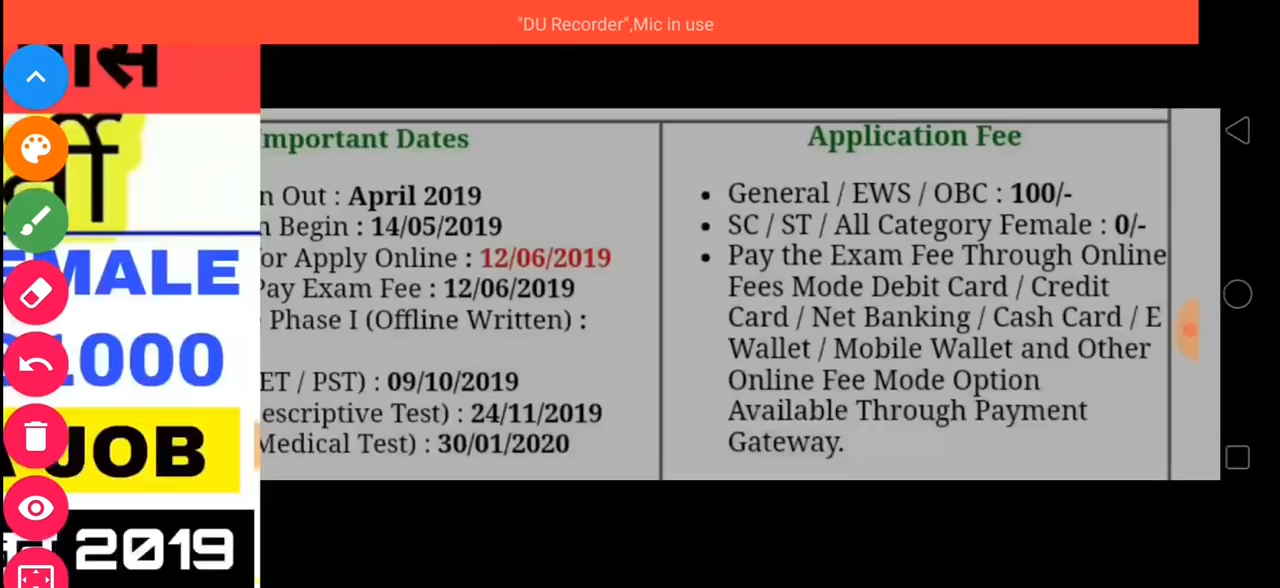 "DU Recorder",Mic in use
MALE
1000
JOB
2019
mportant Dates
n Out : April 2019
n Begin : 14/05/2019
or Apply Online : 12/06/2019
Pay Exam Fee : 12/06/2019
Phase I (Offline Written) :
ET / PST) : 09/10/2019
escriptive Test) : 24/11/2019
Medical Test) : 30/01/2020
Application Fee
• General / EWS / OBC : 100/-
• SC / ST / All Category Female : 0/-
• Pay the Exam Fee Through Online
Fees Mode Debit Card / Credit
Card / Net Banking / Cash Card / E
Wallet / Mobile Wallet and Other
Online Fee Mode Option
Available Through Payment
Gateway.